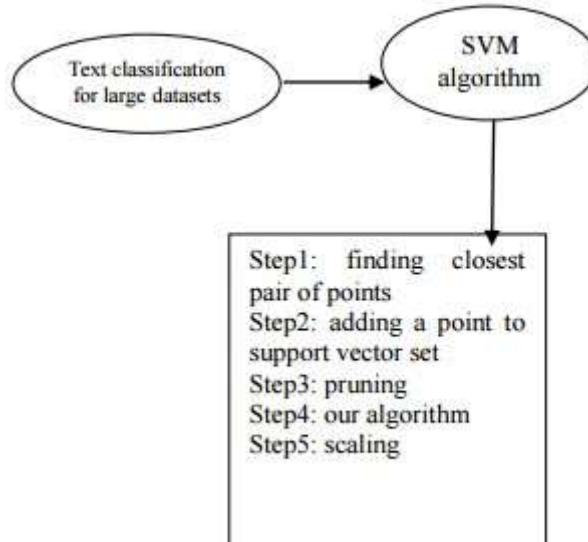 Text classification
for large datasets
SVM
algorithm
Step1: finding closest
pair of points
Step2: adding a point to
support vector set
Step3: pruning
Step4: our algorithm
Step5: scaling